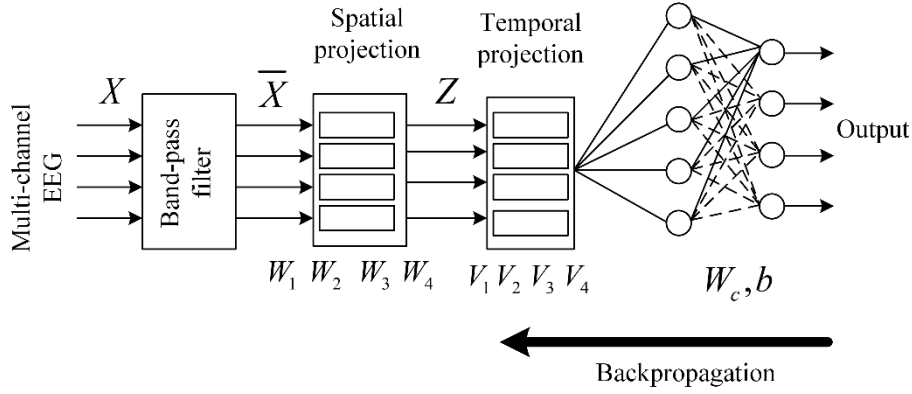 Spatial
projection
Temporal
projection
X
X̅
Z
Multi-channel
EEG
Band-pass
filter
Output
W₁ W₂ W₃ W₄
V₁ V₂ V₃ V₄
W_c, b
Backpropagation